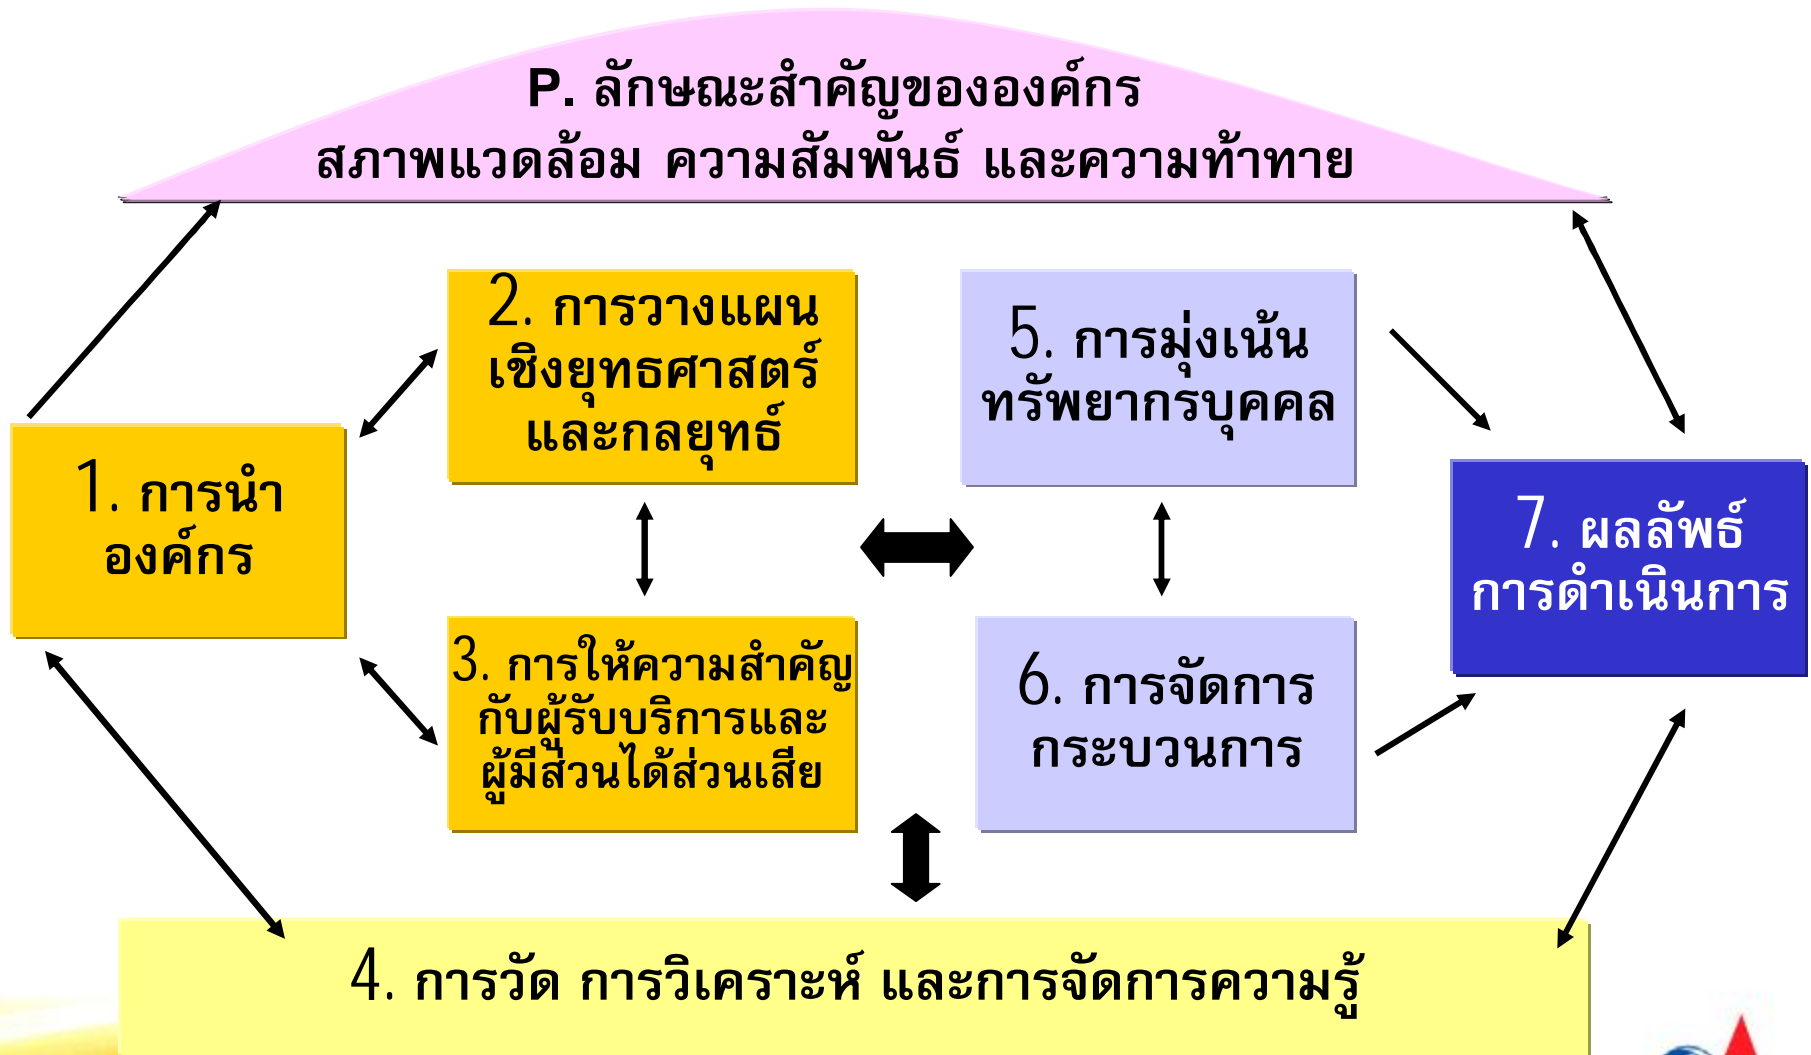 P. ลักษณะสำคัญขององค์กร
สภาพแวดล้อม ความสัมพันธ์ และความท้าทาย
1. การนำ
องค์กร
2. การวางแผน
เชิงยุทธศาสตร์
และกลยุทธ์
3. การให้ความสำคัญ
กับผู้รับบริการและ
ผู้มีส่วนได้ส่วนเสีย
5. การมุ่งเน้น
ทรัพยากรบุคคล
6. การจัดการ
กระบวนการ
7. ผลลัพธ์
การดำเนินการ
4. การวัด การวิเคราะห์ และการจัดการความรู้